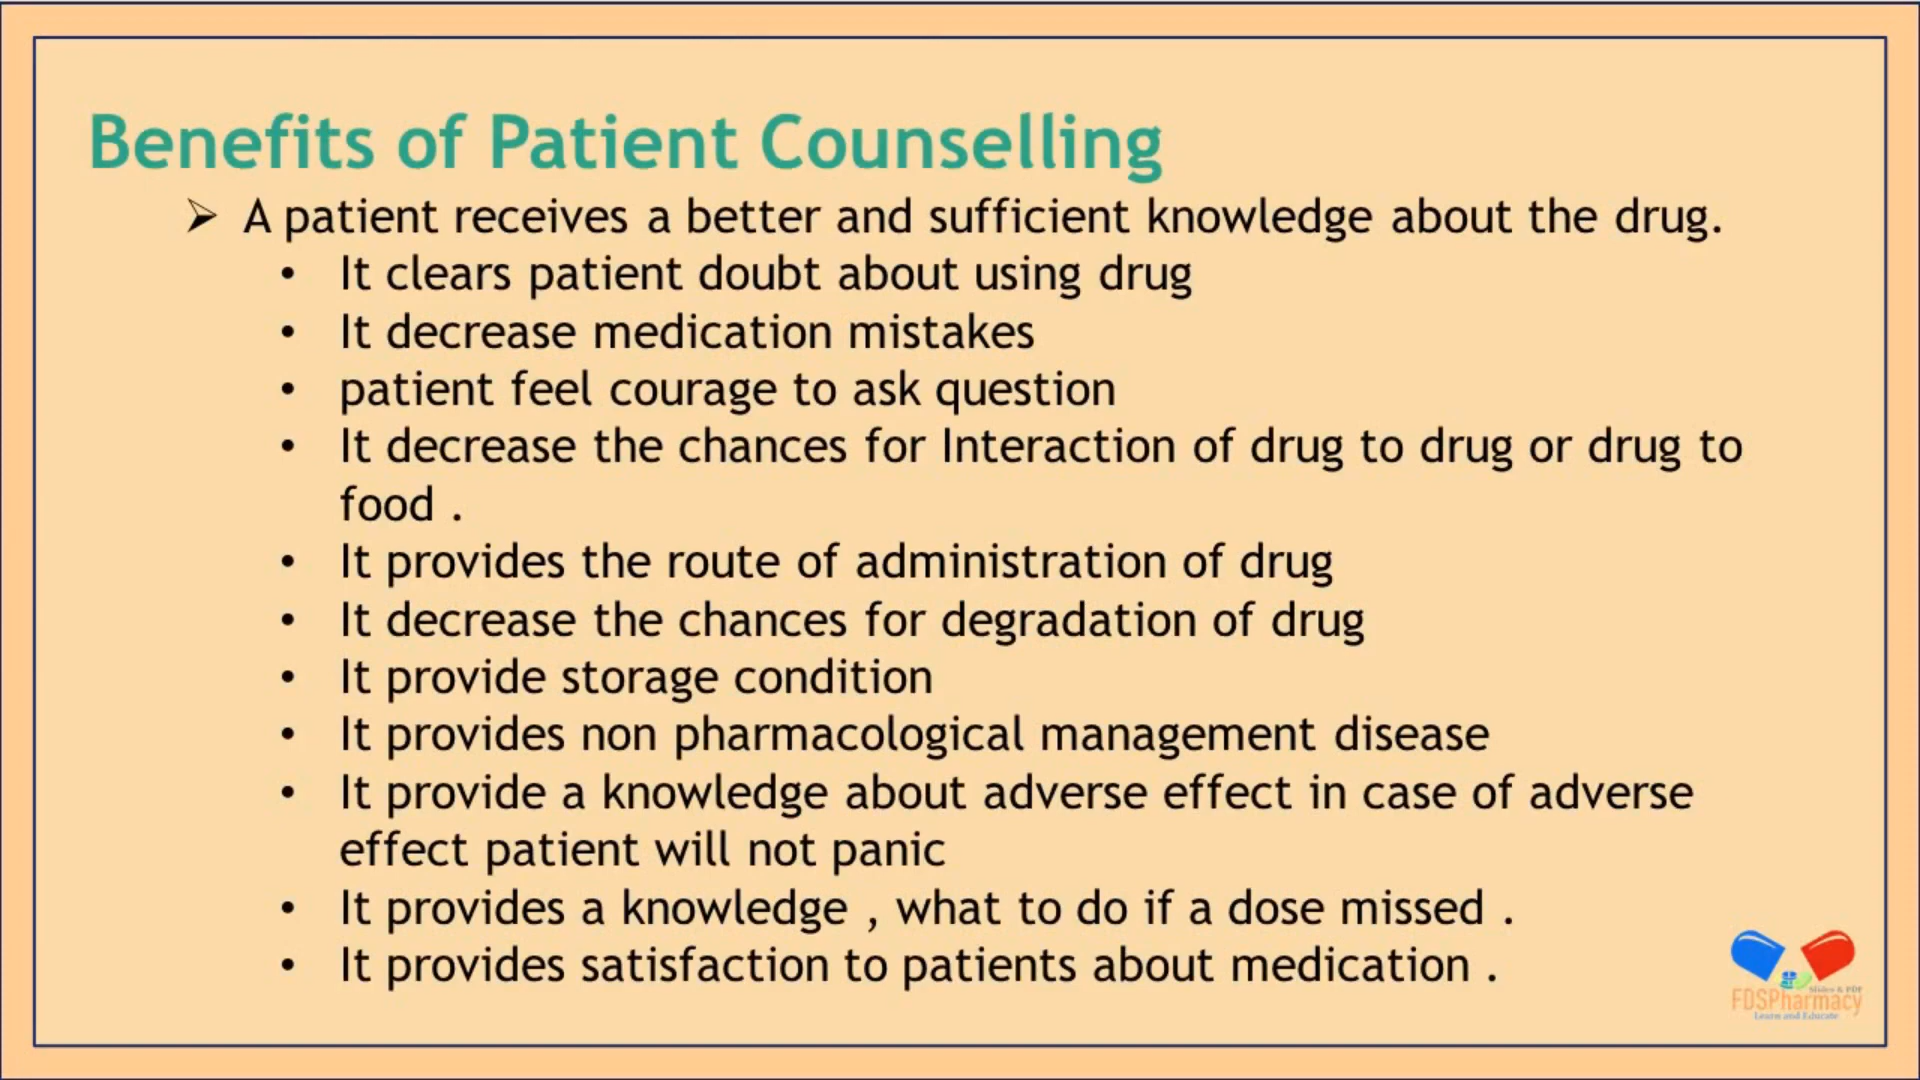 Benefits of Patient Counselling
➢ A patient receives a better and sufficient knowledge about the drug.
• It clears patient doubt about using drug
• It decrease medication mistakes
• patient feel courage to ask question
• It decrease the chances for Interaction of drug to drug or drug to
food .
• It provides the route of administration of drug
• It decrease the chances for degradation of drug
• It provide storage condition
• It provides non pharmacological management disease
• It provide a knowledge about adverse effect in case of adverse
effect patient will not panic
• It provides a knowledge , what to do if a dose missed .
• It provides satisfaction to patients about medication .
Slides & PDF
FDSPharmacy
Learn and Educate